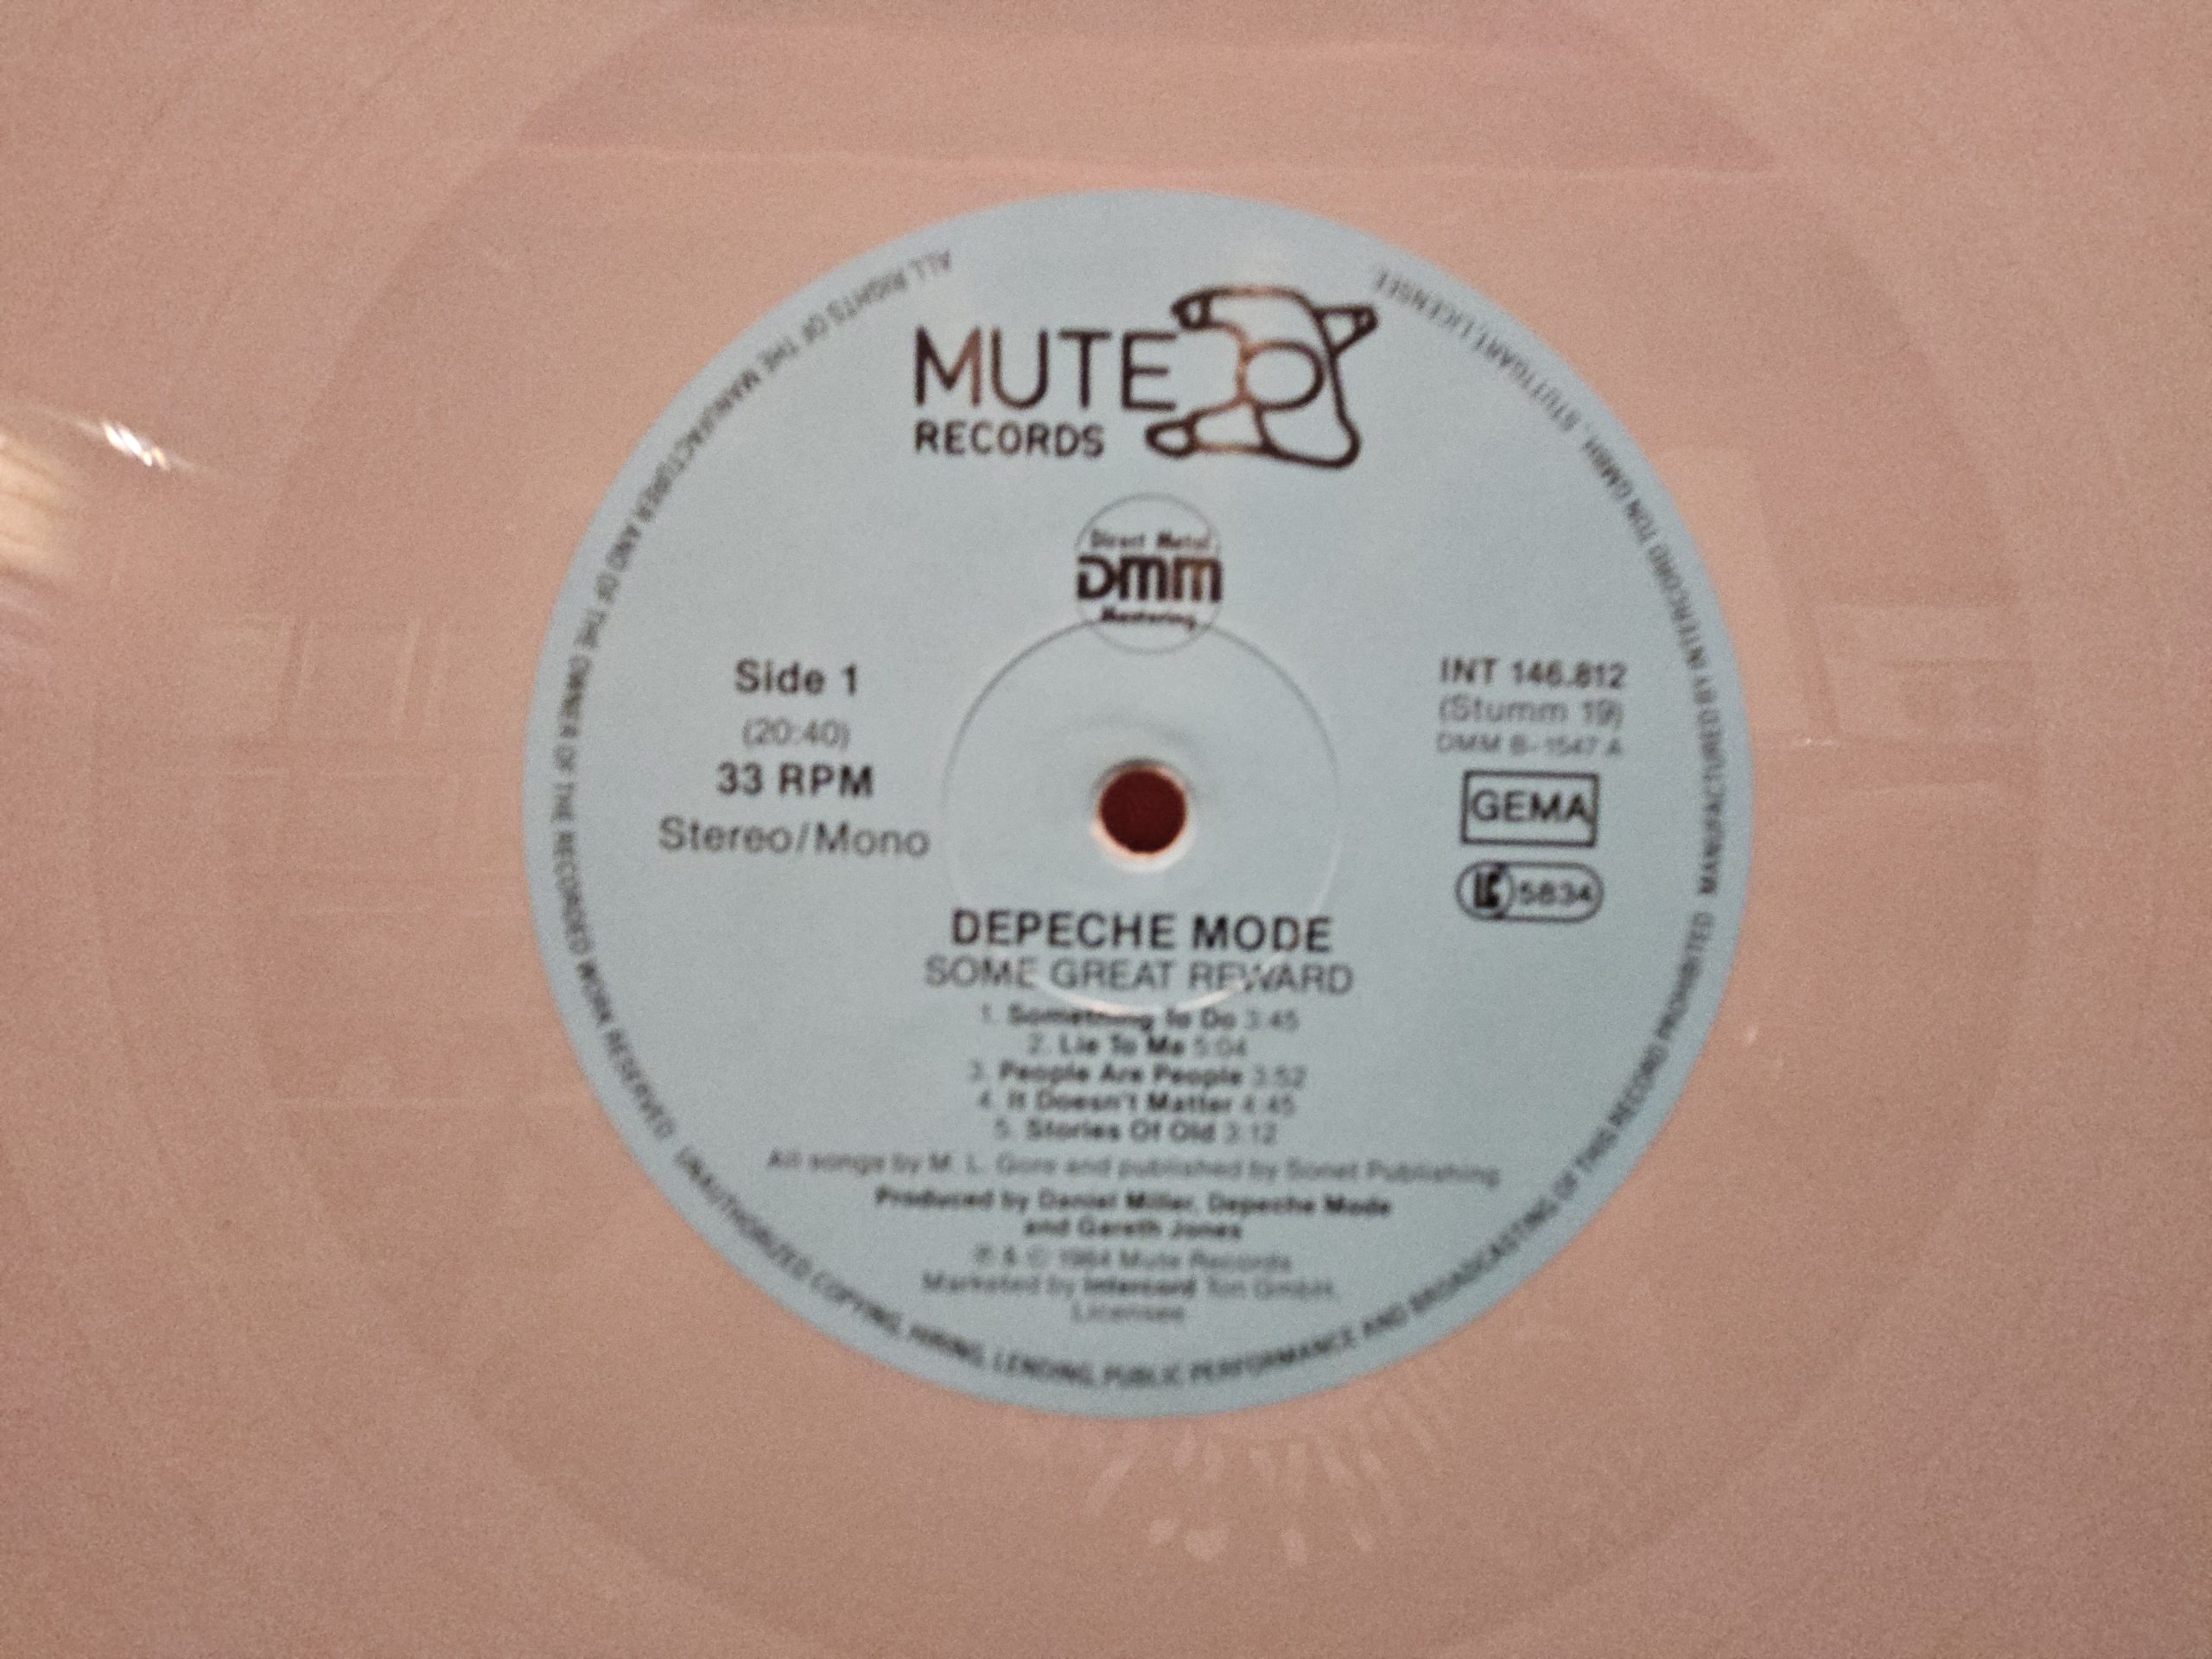 MUTE
RECORDS
Direct Metal
DMM
Mastering
Side 1
(20:40)
33 RPM
Stereo/Mono
INT 146.812
(Stumm 19)
DMM B-1547 A
GEMA
LC 5834
DEPECHE MODE
SOME GREAT REWARD
1. Something To Do 3:45
2. Lie To Me 5:04
3. People Are People 3:52
4. It Doesn't Matter 4:45
5. Stories Of Old 3:12
All songs by M. L. Gore and published by Sonet Publishing
Produced by Daniel Miller, Depeche Mode
and Gareth Jones
℗ & © 1984 Mute Records
Marketed by Intercord Ton GmbH,
Licensee
ALL RIGHTS OF THE MANUFACTURER AND OF THE OWNER OF THE RECORDED WORK RESERVED. UNAUTHORIZED COPYING, HIRING, LENDING, PUBLIC PERFORMANCE AND BROADCASTING OF THIS RECORD PROHIBITED MANUFACTURED BY INTERCORD TON GMBH, STUTTGART, LICENSEE